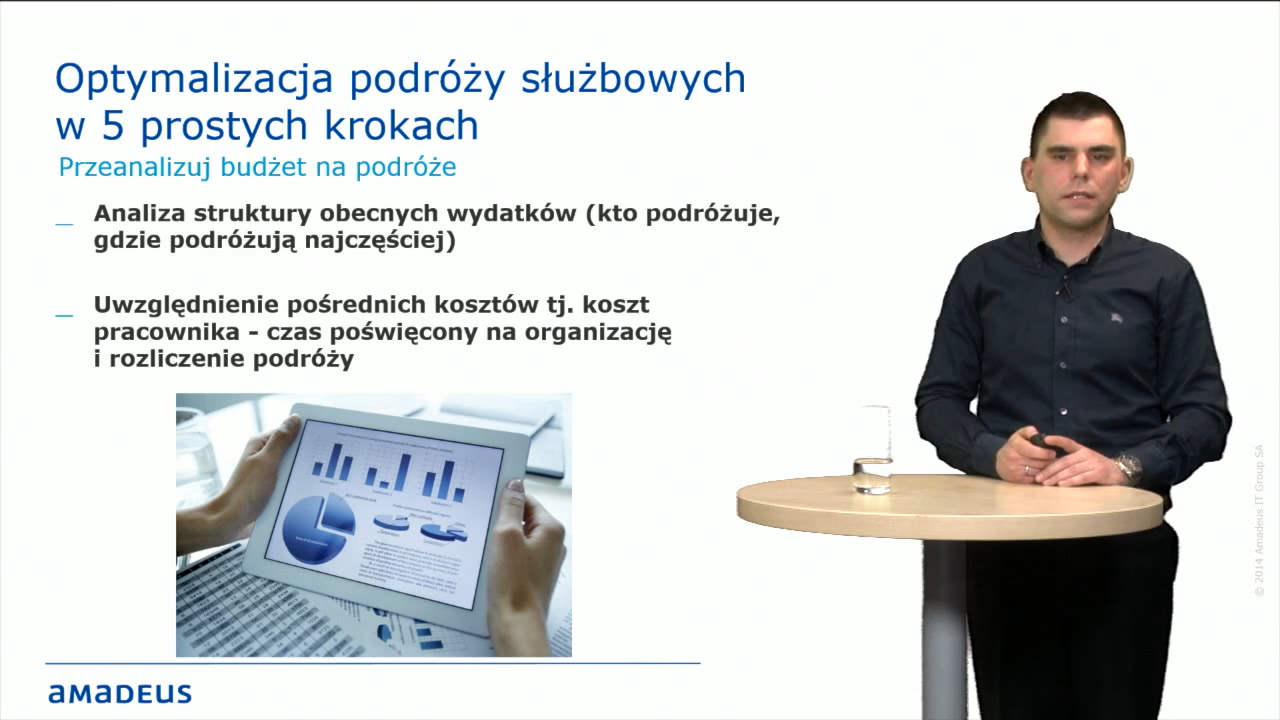 Optymalizacja podróży służbowych
w 5 prostych krokach
Przeanalizuj budżet na podróże
_ Analiza struktury obecnych wydatków (kto podróżuje,
gdzie podróżują najczęściej)
_ Uwzględnienie pośrednich kosztów tj. koszt
pracownika - czas poświęcony na organizację
i rozliczenie podróży
amadeus
© 2014 Amadeus IT Group SA